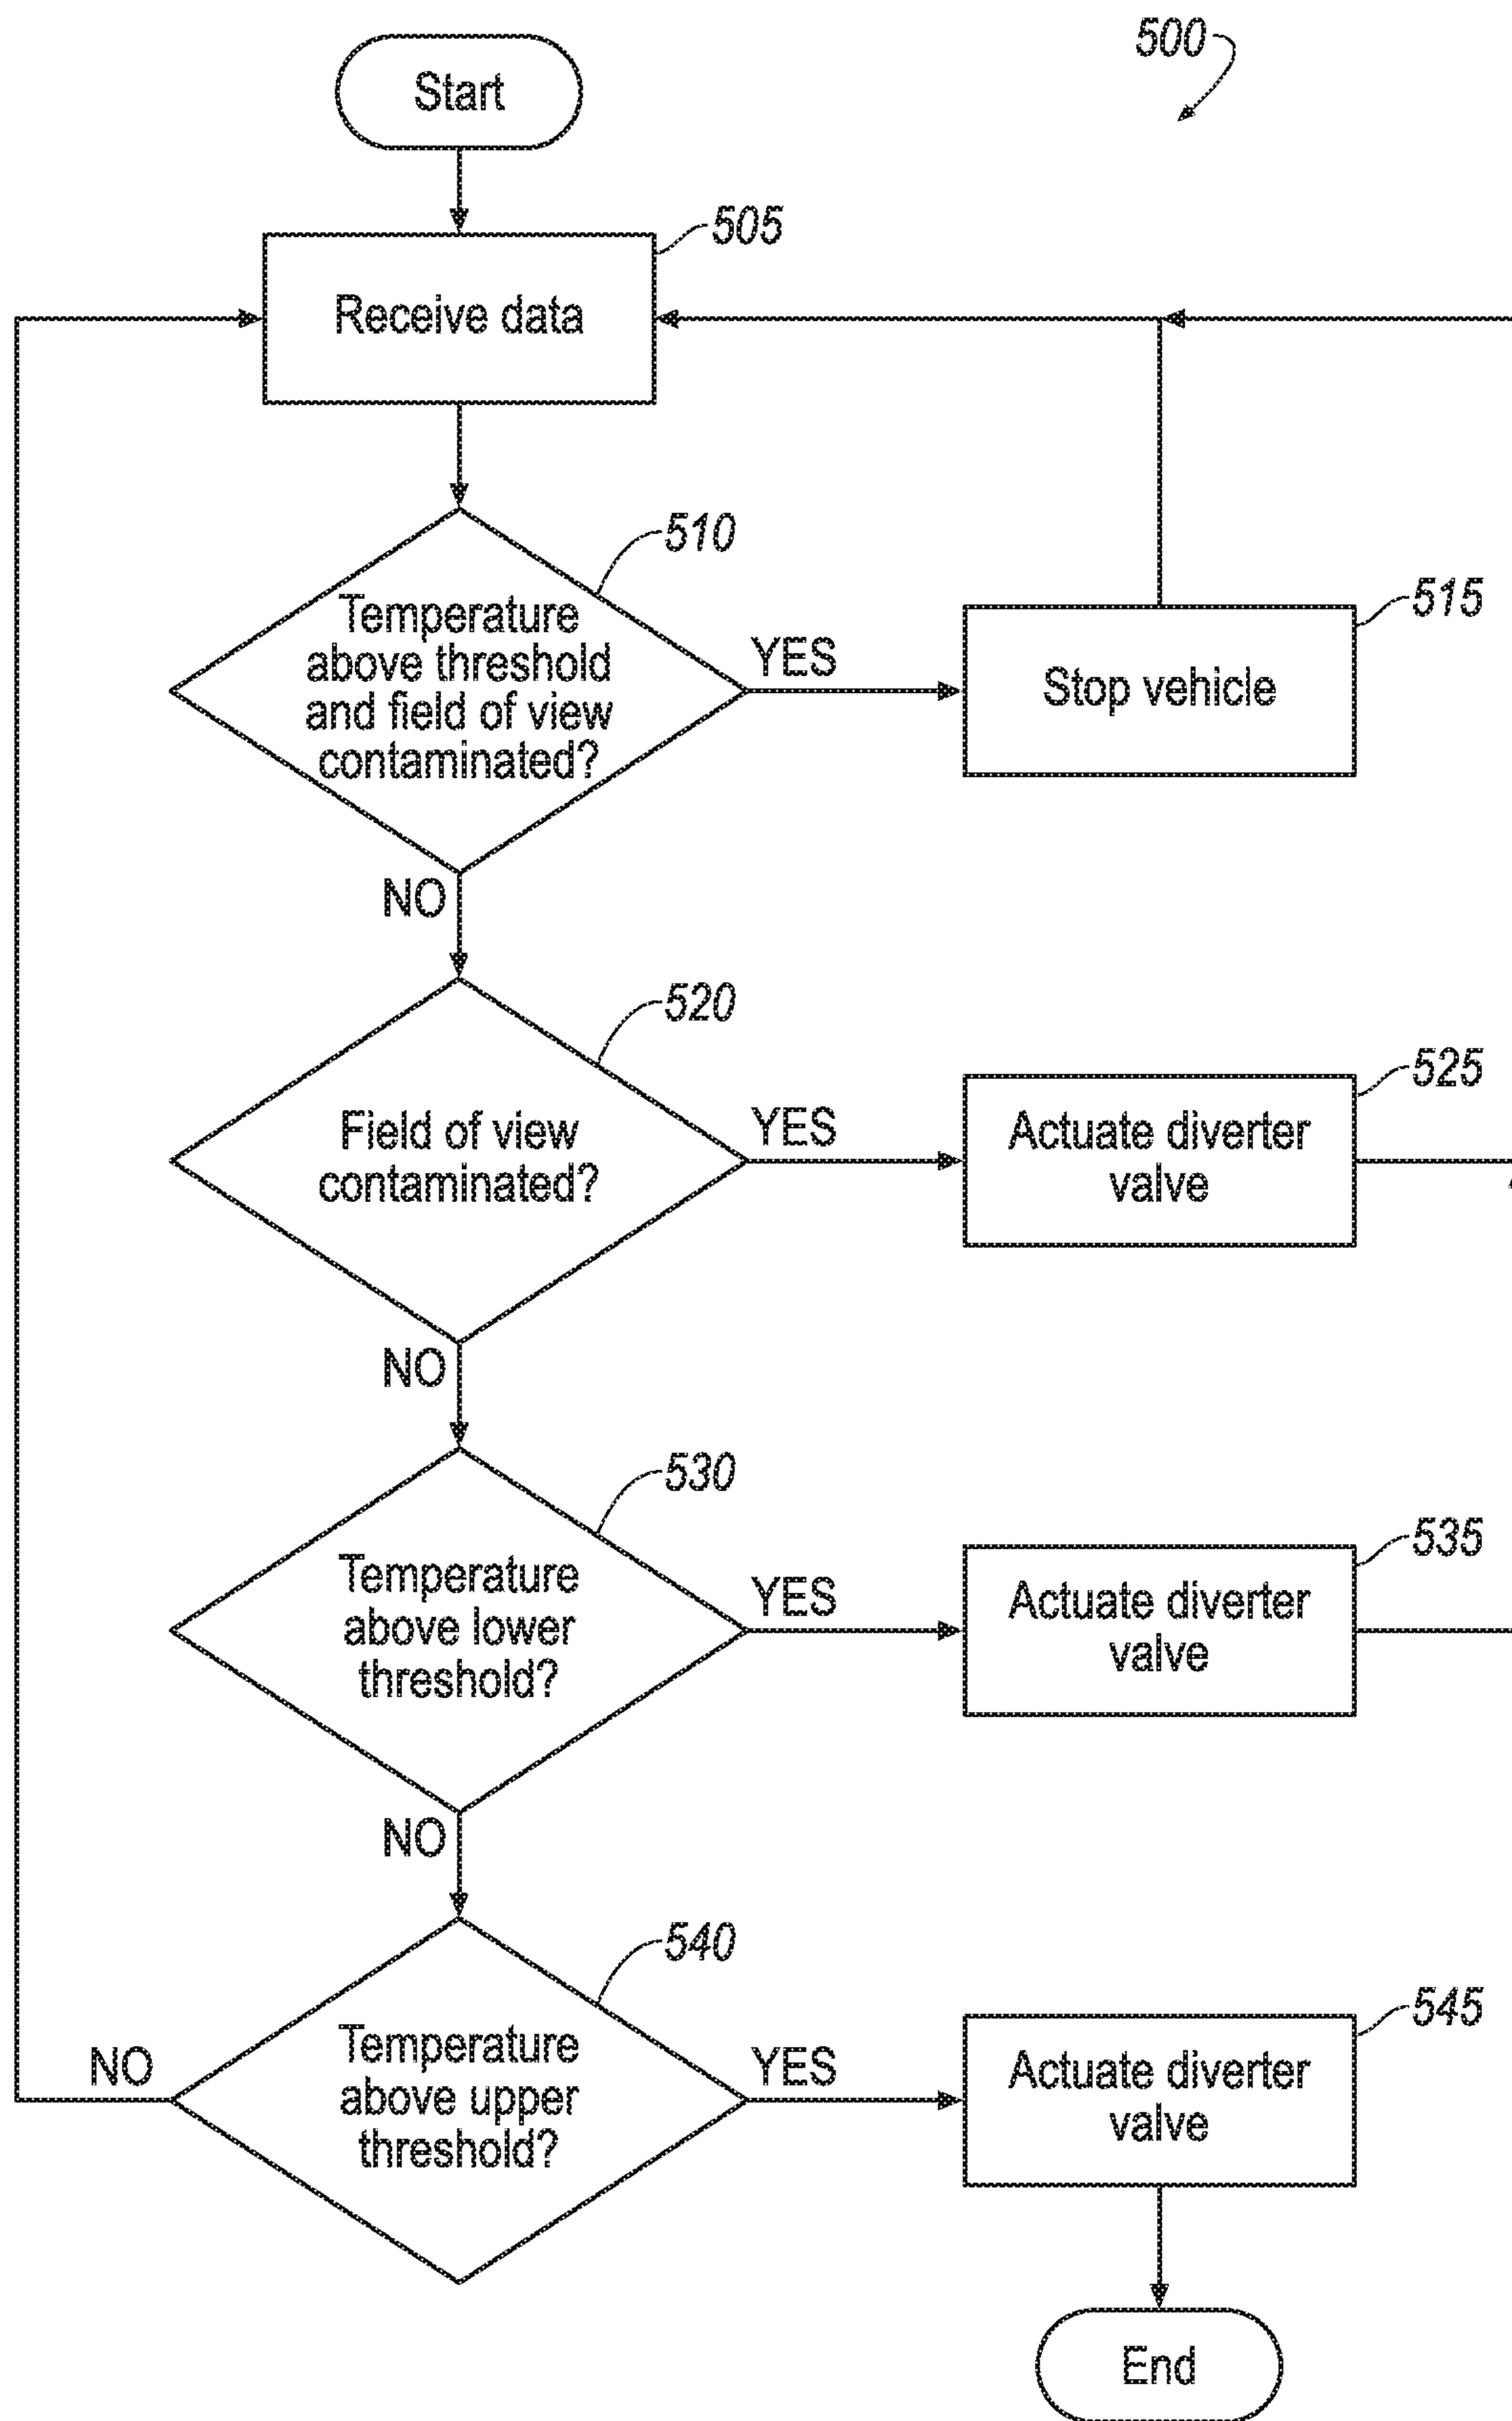 500
Start
505
Receive data
510
Temperature
above threshold
and field of view
contaminated?
YES
515
Stop vehicle
NO
520
Field of view
contaminated?
YES
525
Actuate diverter
valve
NO
530
Temperature
above lower
threshold?
YES
535
Actuate diverter
valve
NO
540
Temperature
above upper
threshold?
NO
YES
545
Actuate diverter
valve
End